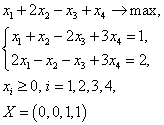 x₁ + 2x₂ − x₃ + x₄ → max,
{ x₁ + x₂ − 2x₃ + 3x₄ = 1,
2x₁ − x₂ − x₃ + 3x₄ = 2,
xᵢ ≥ 0, i = 1,2,3,4,
X = (0,0,1,1)